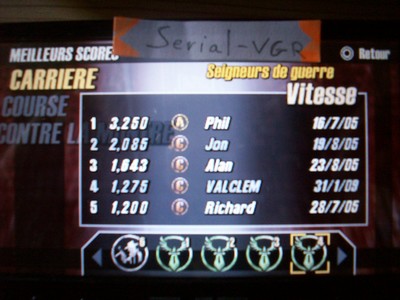 Serial-VGR
MEILLEURS SCORES
Retour
CARRIERE
Seigneurs de guerre
COURSE
Vitesse
CONTRE LA
1 3,250 A Phil 16/7/05
2 2,085 C Jon 19/8/05
3 1,643 C Alan 23/8/05
4 1,275 C VALCLEM 31/1/09
5 1,200 C Richard 28/7/05